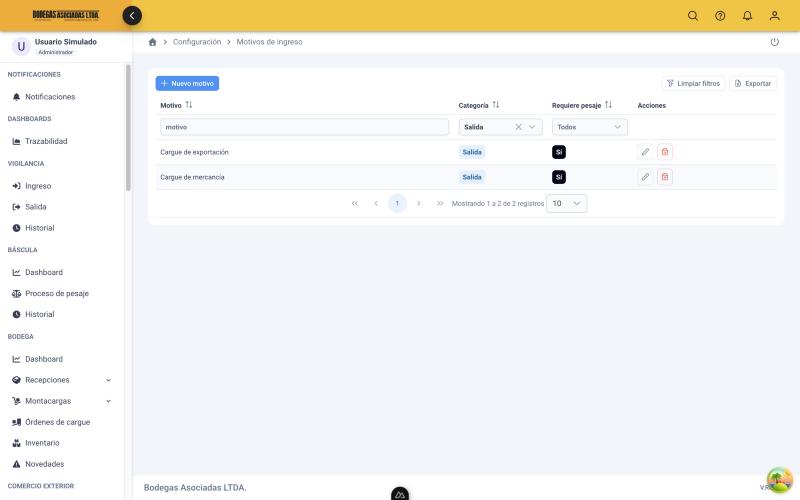 BODEGAS ASOCIADAS LTDA.
U
Usuario Simulado
Administrador
NOTIFICACIONES
Notificaciones
DASHBOARDS
Trazabilidad
VIGILANCIA
Ingreso
Salida
Historial
BÁSCULA
Dashboard
Proceso de pesaje
Historial
BODEGA
Dashboard
Recepciones
Montacargas
Órdenes de cargue
Inventario
Novedades
COMERCIO EXTERIOR
Configuración > Motivos de ingreso
+ Nuevo motivo
Limpiar filtros
Exportar
Motivo Categoría Requiere pesaje Acciones
motivo Salida Todos
Cargue de exportación Salida Sí
Cargue de mercancía Salida Sí
1 Mostrando 1 a 2 de 2 registros 10
Bodegas Asociadas LTDA.